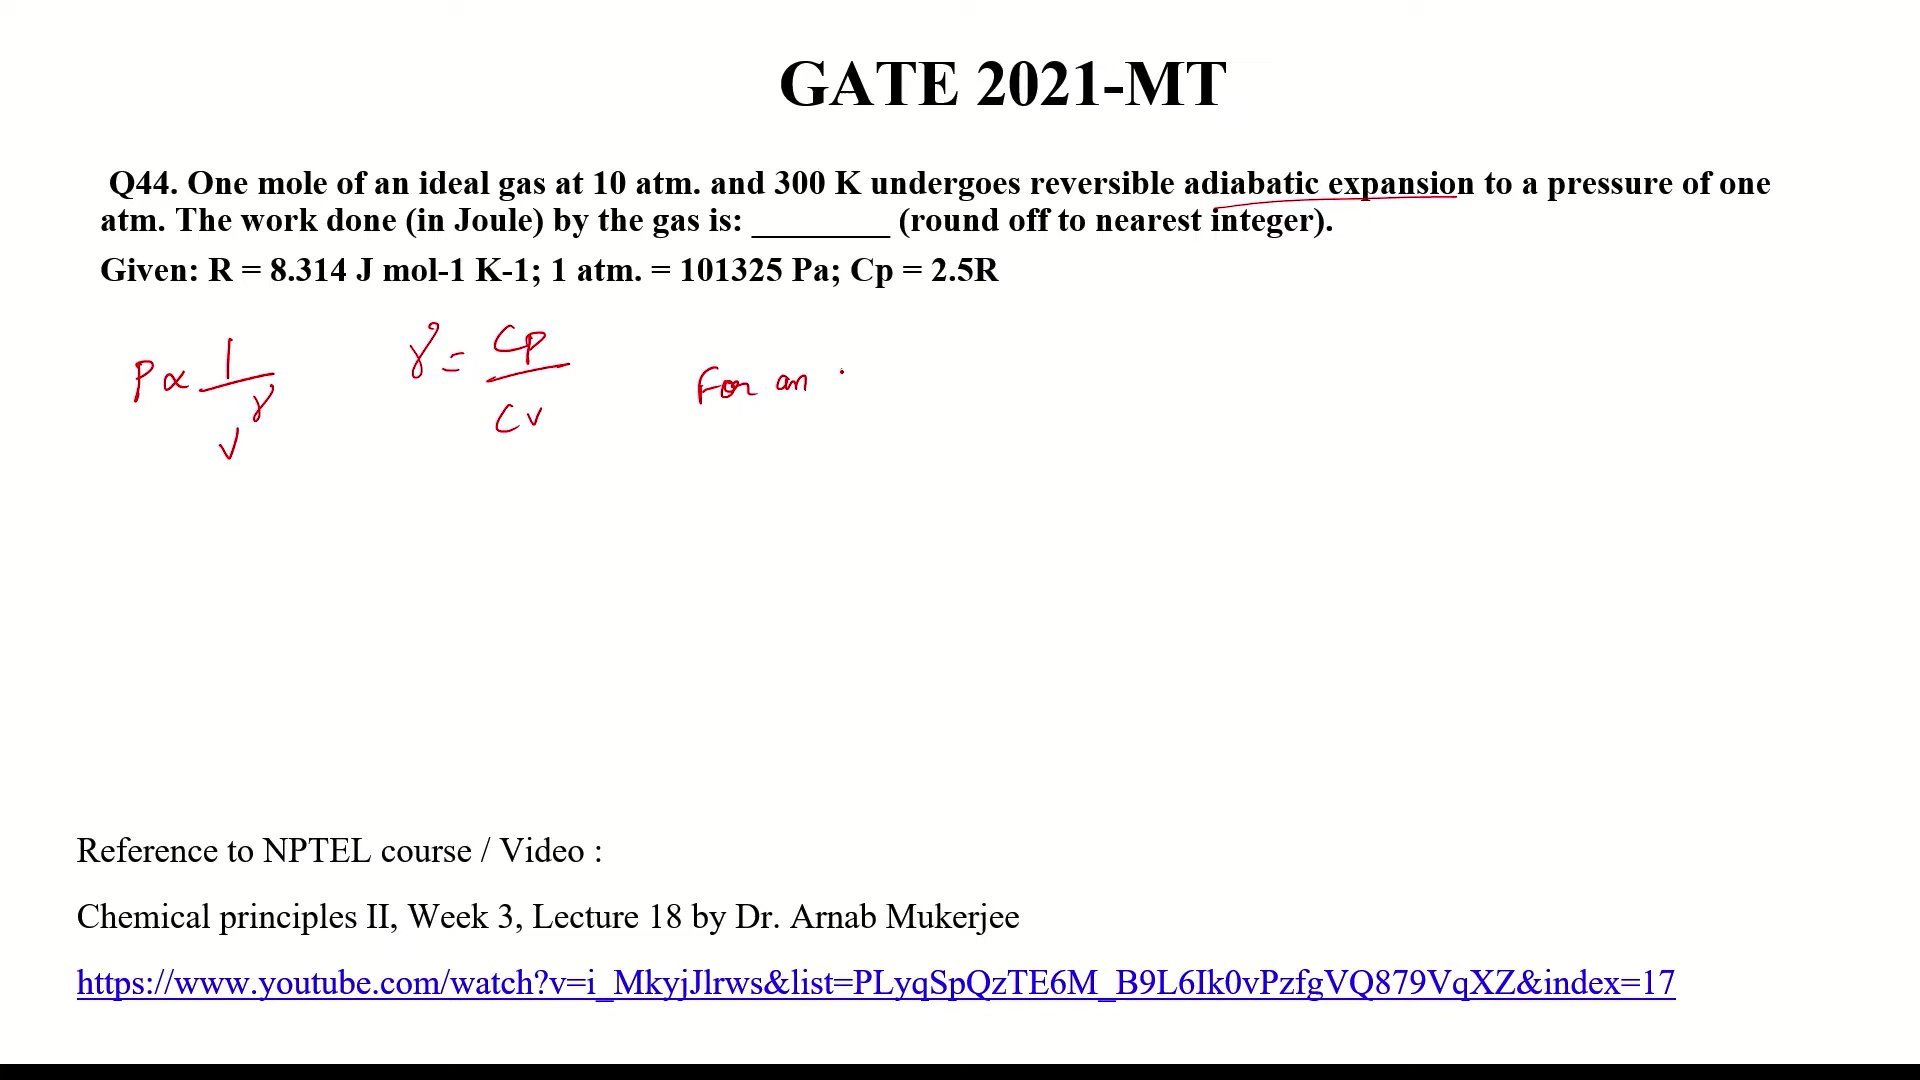 GATE 2021-MT
Q44. One mole of an ideal gas at 10 atm. and 300 K undergoes reversible adiabatic expansion to a pressure of one
atm. The work done (in Joule) by the gas is: ________ (round off to nearest integer).
Given: R = 8.314 J mol-1 K-1; 1 atm. = 101325 Pa; Cp = 2.5R
P ∝ 1/V^γ γ = Cp/Cv For an
Reference to NPTEL course / Video :
Chemical principles II, Week 3, Lecture 18 by Dr. Arnab Mukerjee
https://www.youtube.com/watch?v=i_MkyjJlrws&list=PLyqSpQzTE6M_B9L6Ik0vPzfgVQ879VqXZ&index=17